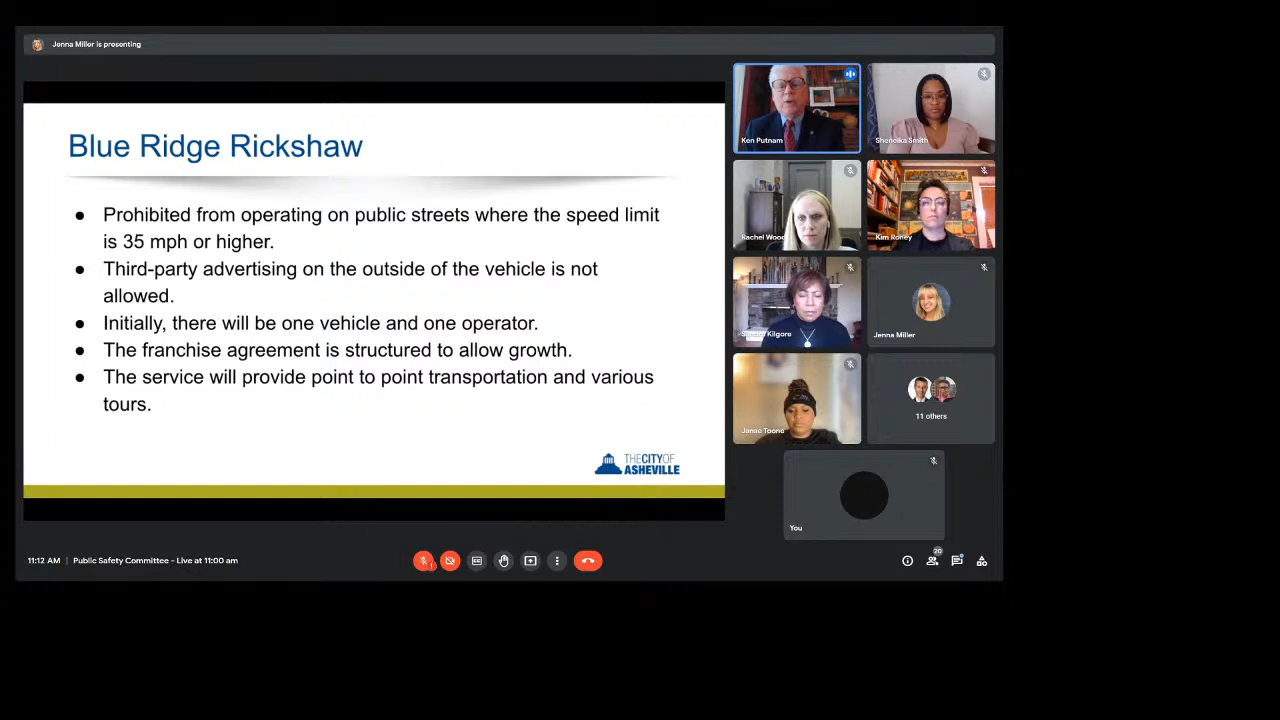 Jenna Miller is presenting
Blue Ridge Rickshaw
● Prohibited from operating on public streets where the speed limit
is 35 mph or higher.
● Third-party advertising on the outside of the vehicle is not
allowed.
● Initially, there will be one vehicle and one operator.
● The franchise agreement is structured to allow growth.
● The service will provide point to point transportation and various
tours.
THECITYOF
ASHEVILLE
Ken Putnam
Shoneika Smith
Rachel Wood
Kim Roney
Kilgore
Jenna Miller
Janae Toone
11 others
You
11:12 AM | Public Safety Committee - Live at 11:00 am
20